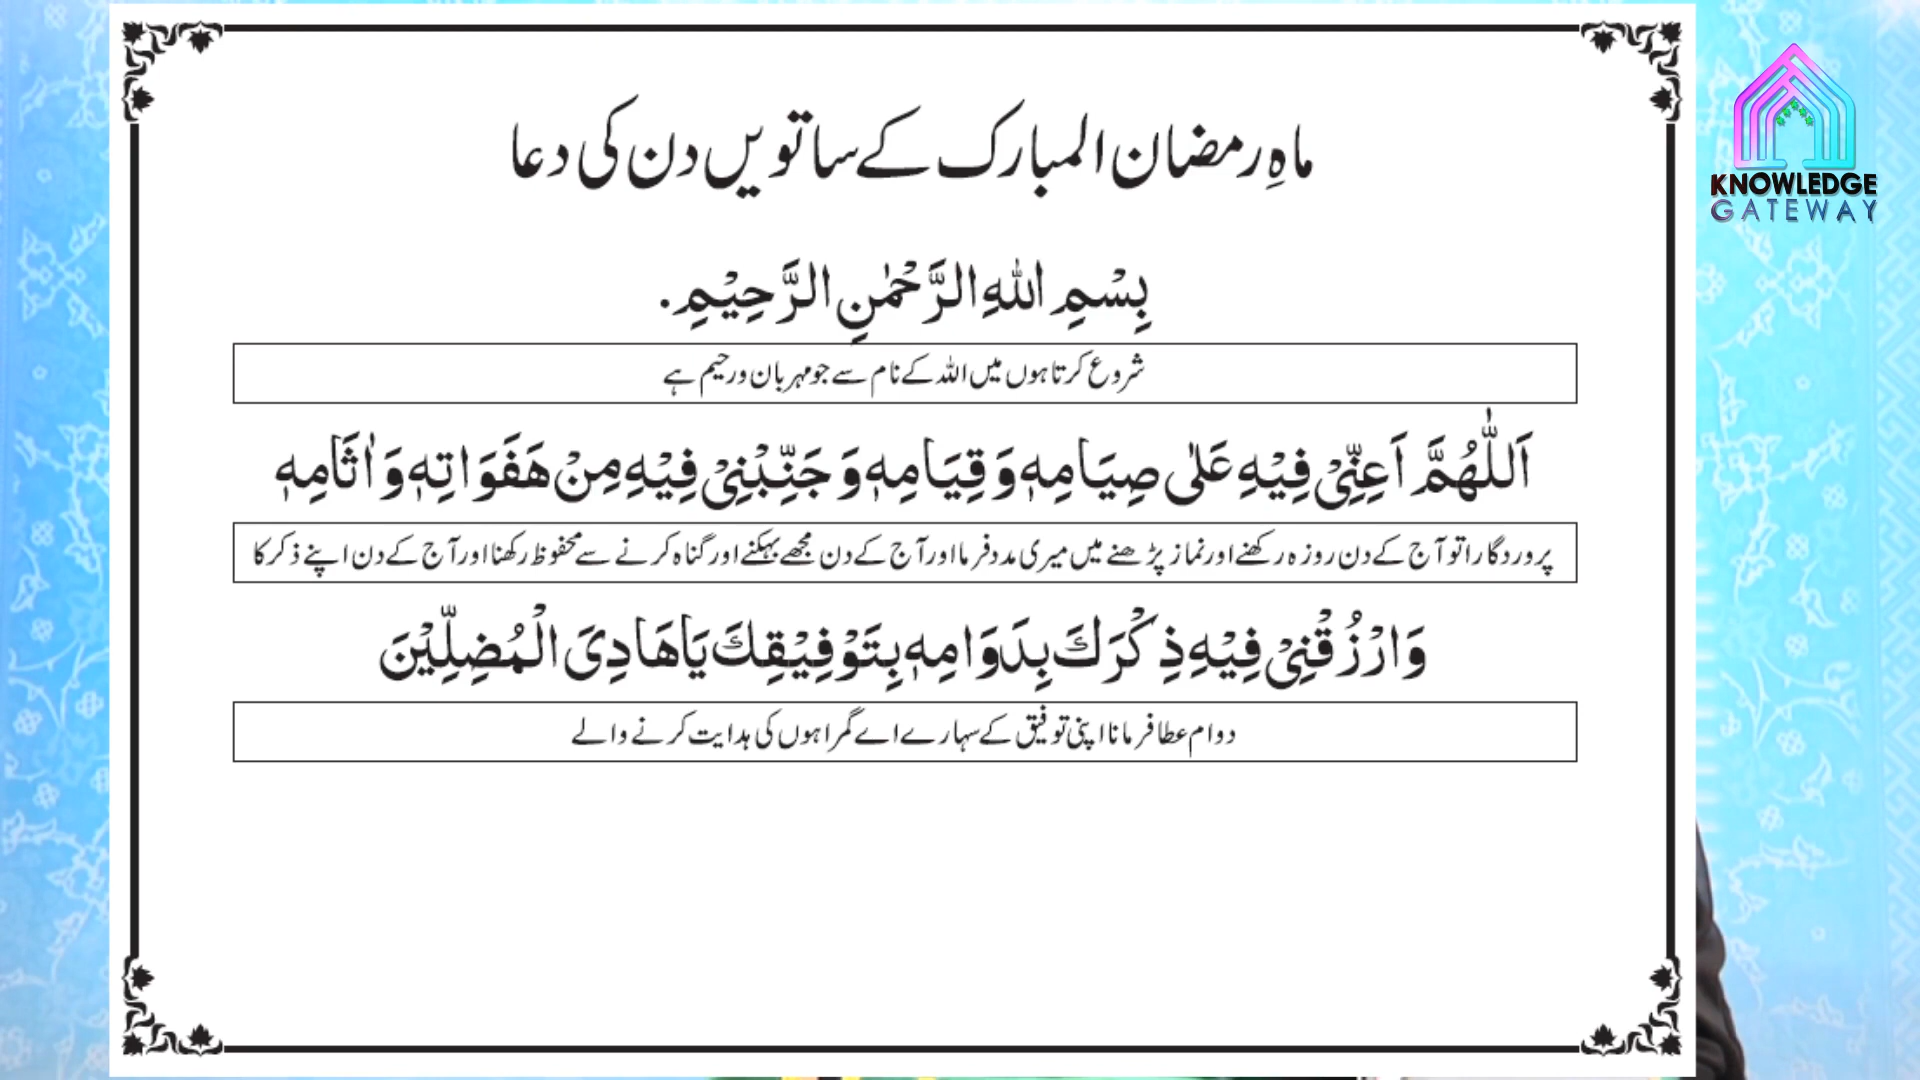 ماہِ رمضان المبارک کے ساتویں دن کی دعا
بِسْمِ اللهِ الرَّحْمٰنِ الرَّحِيْمِ.
شروع کرتا ہوں میں اللہ کے نام سے جو مہربان و رحیم ہے
اَللّٰهُمَّ اَعِنِّيْ فِيْهِ عَلٰى صِيَامِهٖ وَقِيَامِهٖ وَجَنِّبْنِيْ فِيْهِ مِنْ هَفَوَاتِهٖ وَاٰثَامِهٖ
پروردگارا تو آج کے دن روزہ رکھنے اور نماز پڑھنے میں میری مدد فرما اور آج کے دن مجھے بہکنے اور گناہ کرنے سے محفوظ رکھنا اور آج کے دن اپنے ذکر کا
وَارْزُقْنِيْ فِيْهِ ذِكْرَكَ بِدَوَامِهٖ بِتَوْفِيْقِكَ يَا هَادِيَ الْمُضِلِّيْنَ
دوام عطا فرمانا اپنی توفیق کے سہارے اے گمراہوں کی ہدایت کرنے والے
KNOWLEDGE
GATEWAY